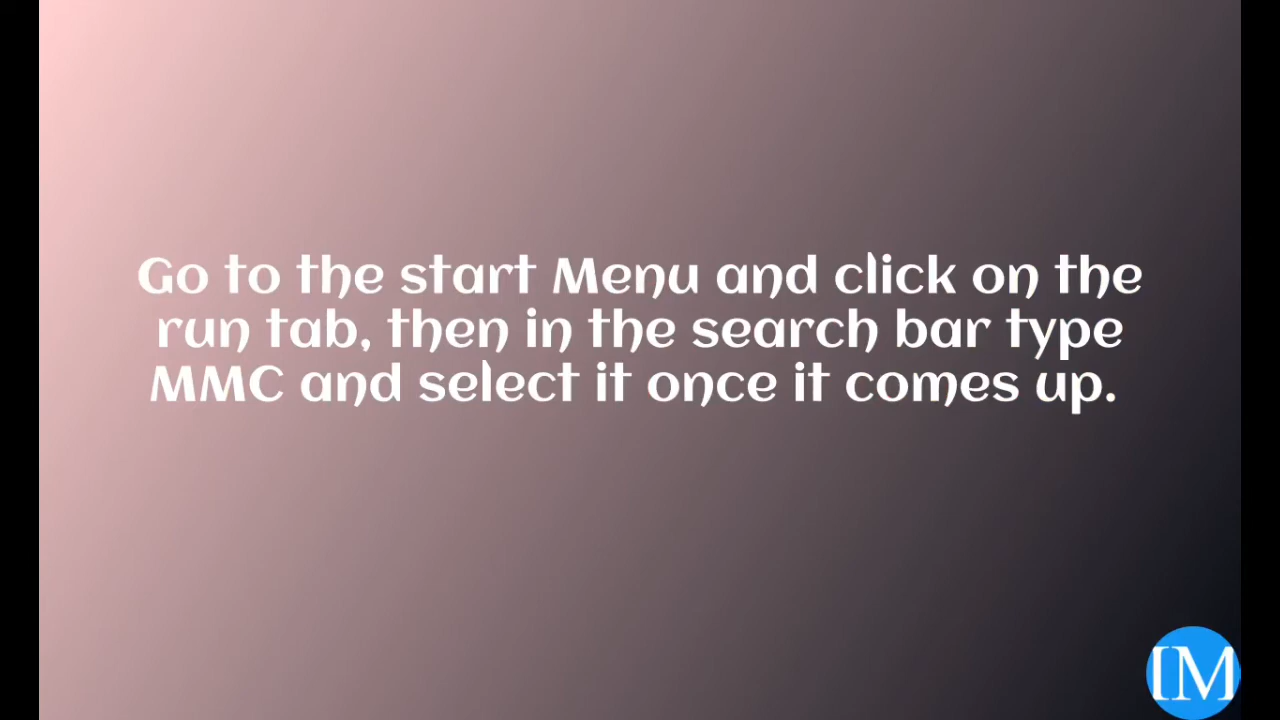 Go to the start Menu and click on the
run tab, then in the search bar type
MMC and select it once it comes up.
IM